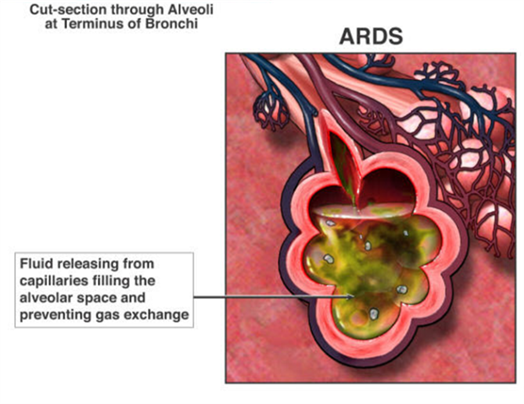 Cut-section through Alveoli
at Terminus of Bronchi
ARDS
Fluid releasing from
capillaries filling the
alveolar space and
preventing gas exchange